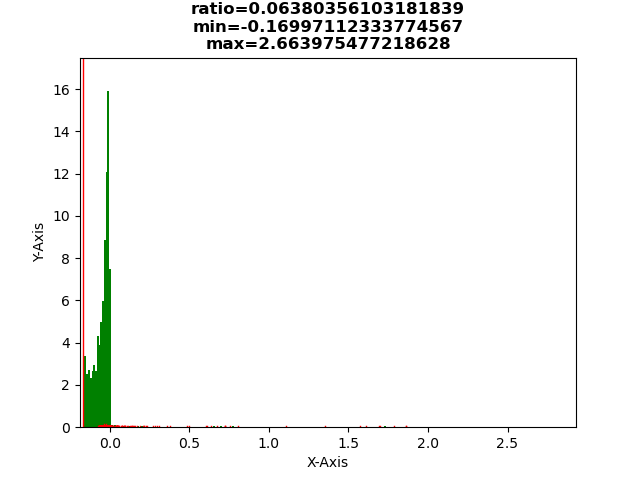 ratio=0.06380356103181839
min=-0.16997112333774567
max=2.663975477218628
16
14
12
10
8
6
4
2
0
Y-Axis
0.0 0.5 1.0 1.5 2.0 2.5
X-Axis